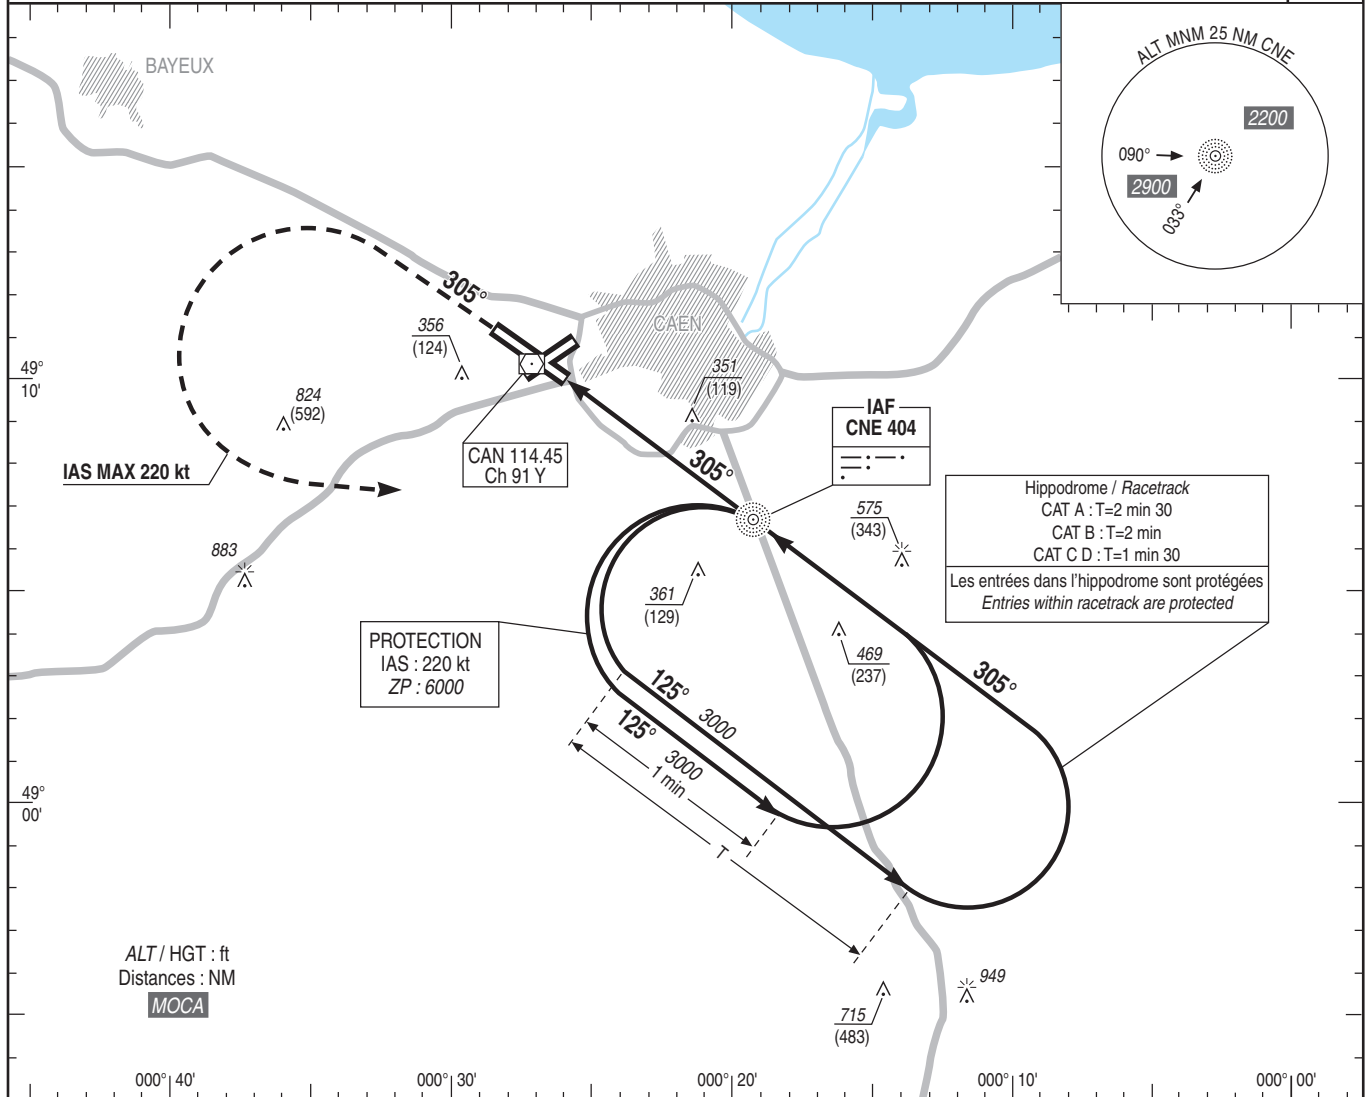 BAYEUX
ALT MNM 25 NM CNE
2200
090°
2900
033°
305°
CAEN
356
(124)
351
(119)
49°
10'
824
(592)
IAF
CNE 404
CAN 114.45
Ch 91 Y
305°
IAS MAX 220 kt
575
(343)
Hippodrome / Racetrack
CAT A : T=2 min 30
CAT B : T=2 min
CAT C D : T=1 min 30
Les entrées dans l'hippodrome sont protégées
Entries within racetrack are protected
883
361
(129)
PROTECTION
IAS : 220 kt
ZP : 6000
469
(237)
305°
125°
3000
125°
3000
1 min
T
49°
00'
ALT / HGT : ft
Distances : NM
MOCA
949
715
(483)
000° 40'
000° 30'
000° 20'
000° 10'
000° 00'